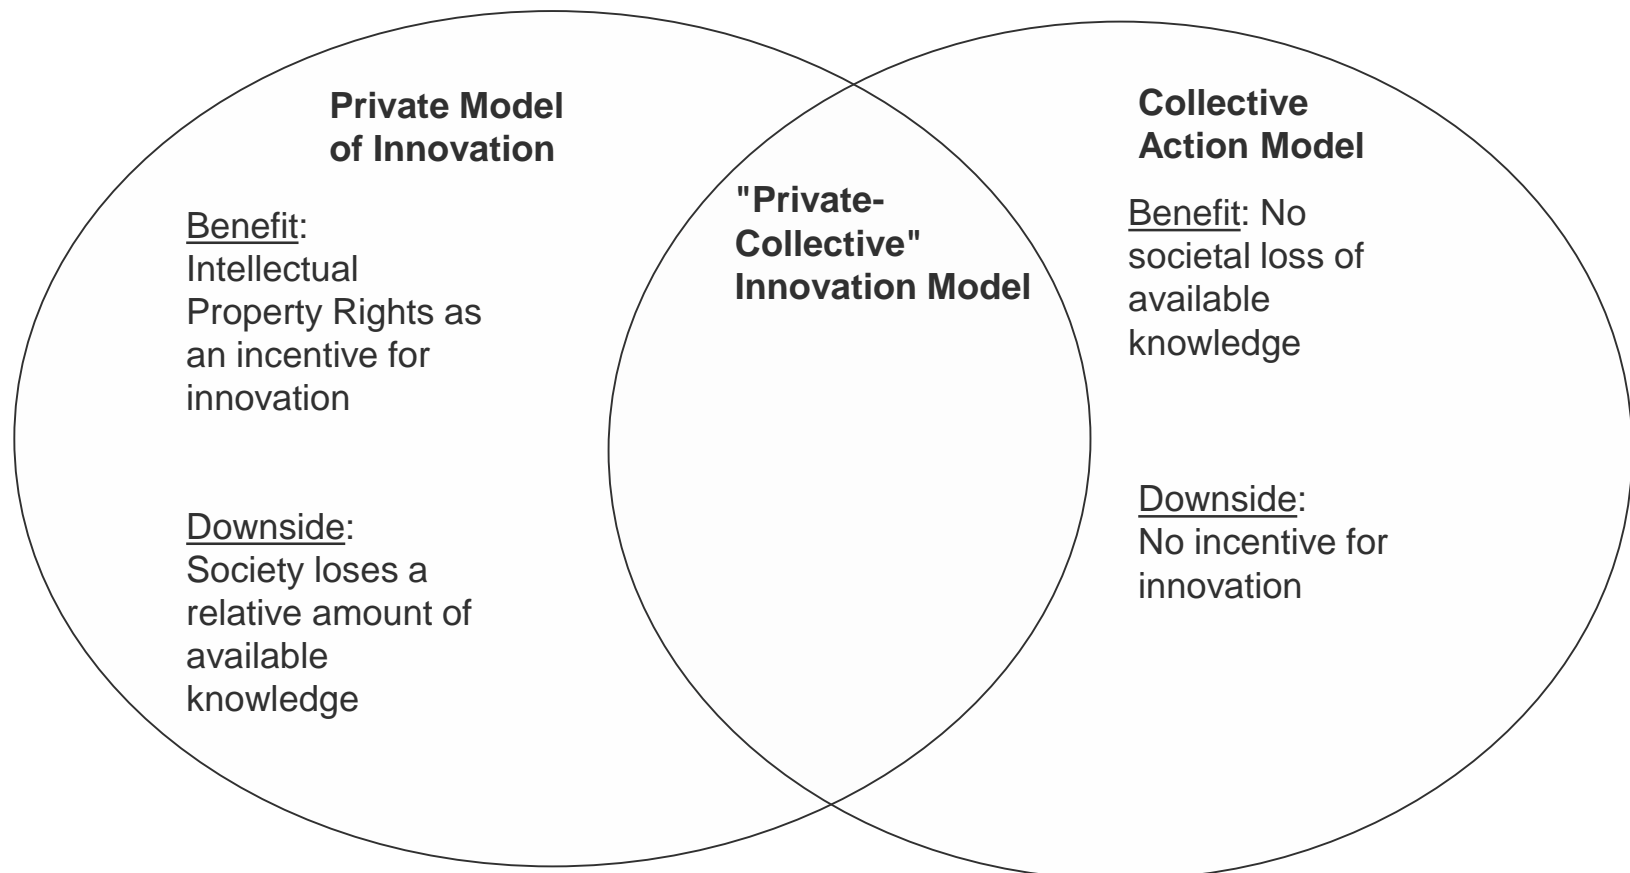 Private Model
of Innovation
Benefit:
Intellectual
Property Rights as
an incentive for
innovation
Downside:
Society loses a
relative amount of
available
knowledge
"Private-
Collective"
Innovation Model
Collective
Action Model
Benefit: No
societal loss of
available
knowledge
Downside:
No incentive for
innovation